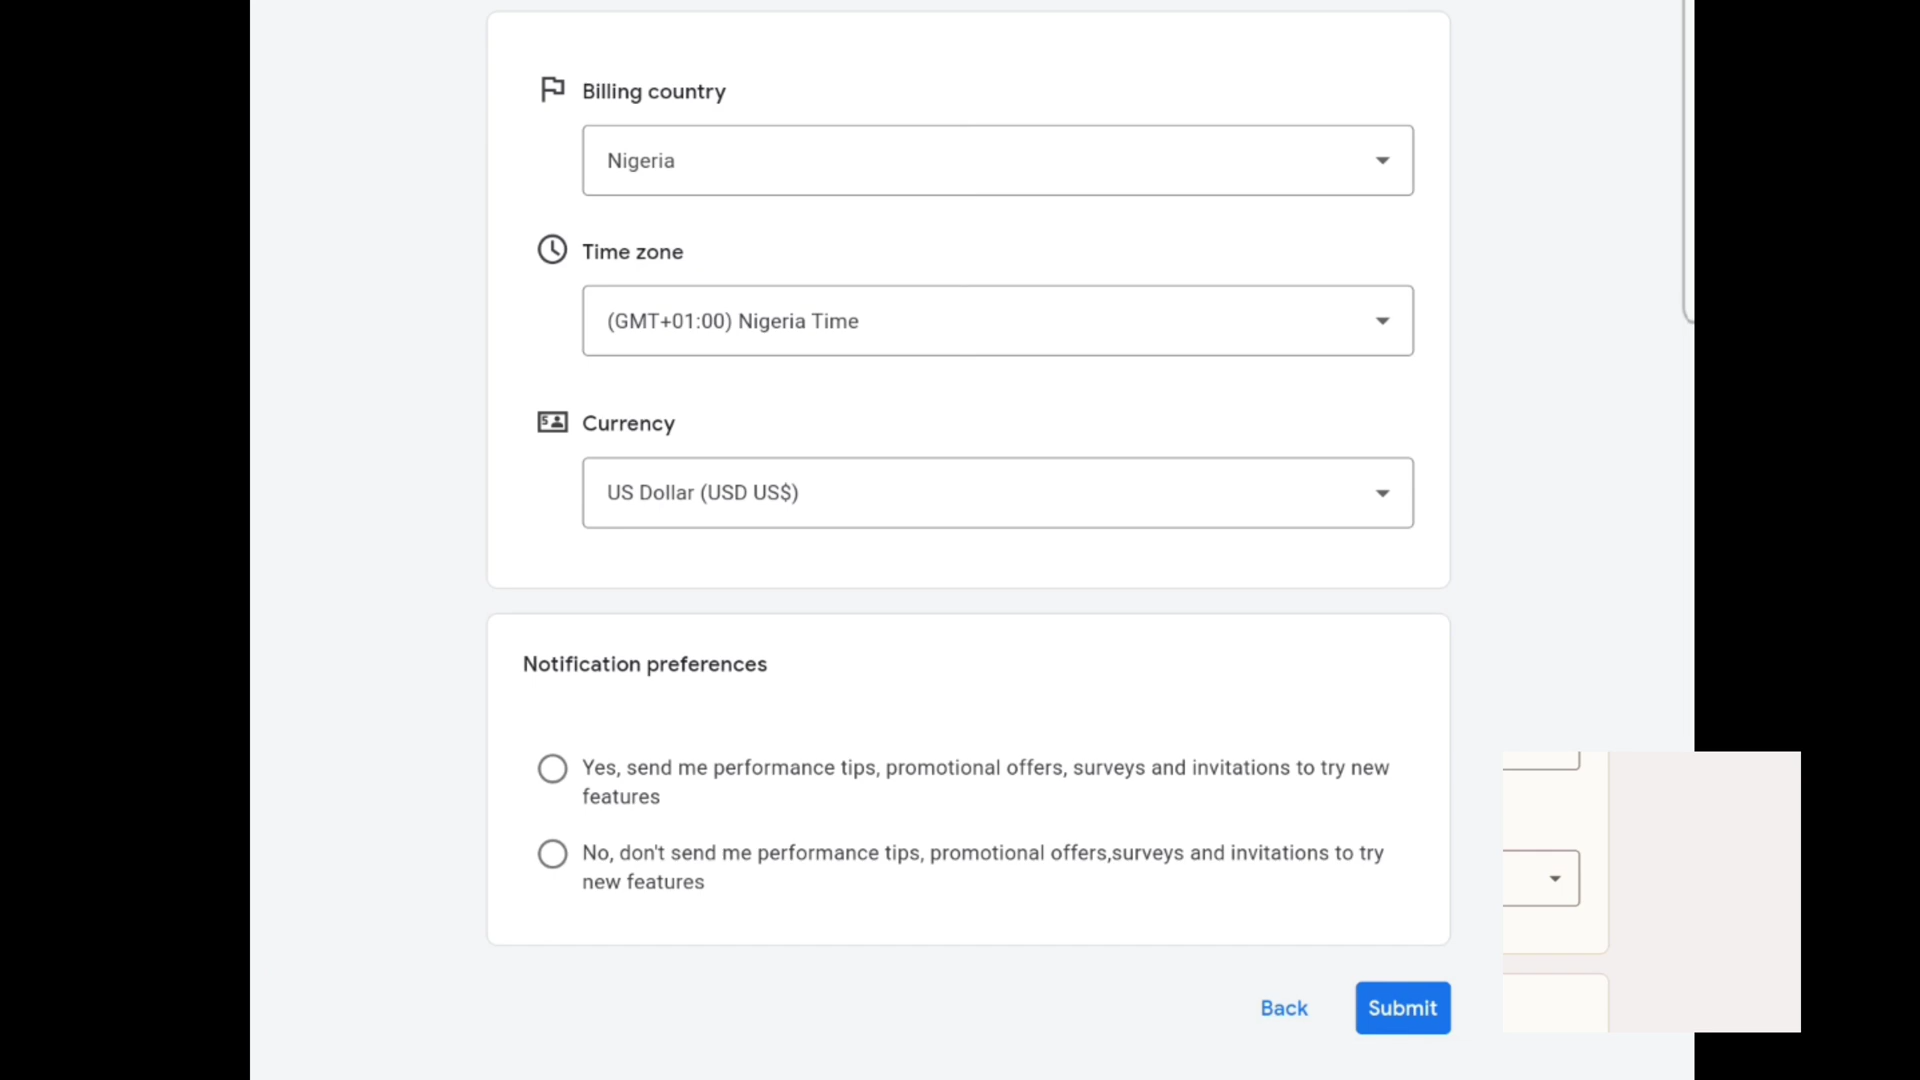 Billing country
Nigeria
Time zone
(GMT+01:00) Nigeria Time
Currency
US Dollar (USD US$)
Notification preferences
Yes, send me performance tips, promotional offers, surveys and invitations to try new
features
No, don't send me performance tips, promotional offers,surveys and invitations to try
new features
Back
Submit